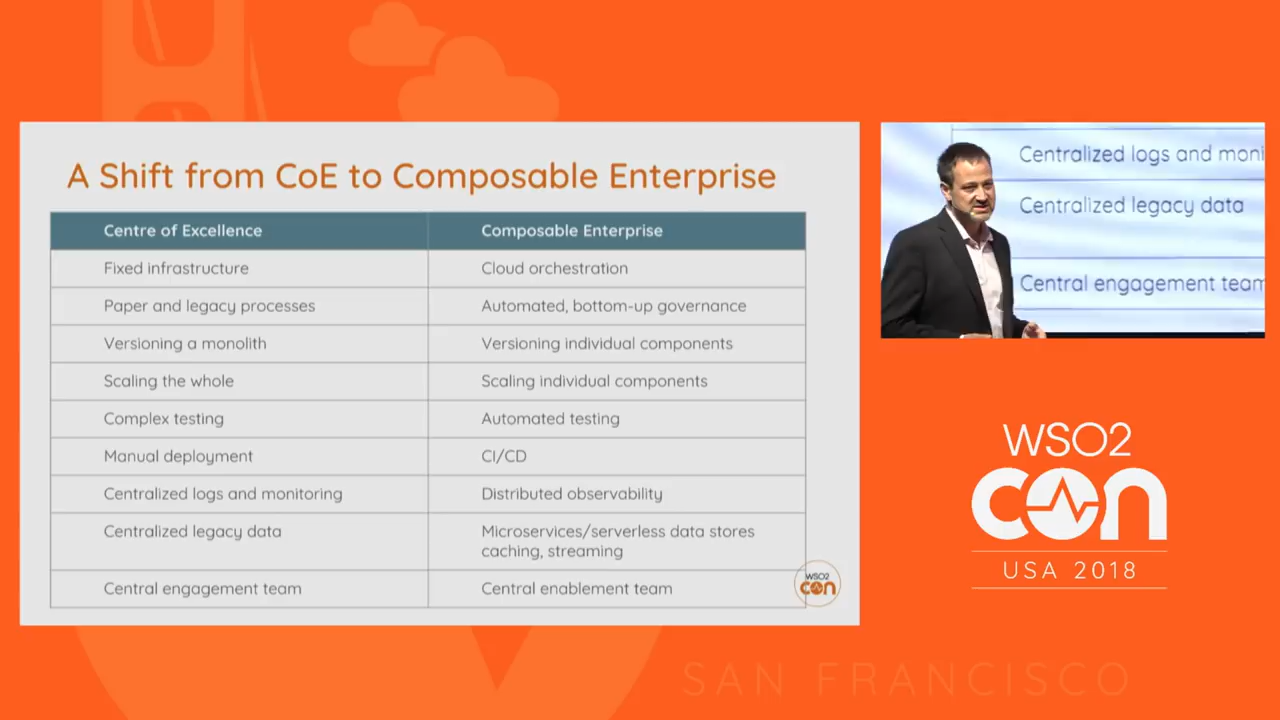 A Shift from CoE to Composable Enterprise
Centre of Excellence Composable Enterprise
Fixed infrastructure Cloud orchestration
Paper and legacy processes Automated, bottom-up governance
Versioning a monolith Versioning individual components
Scaling the whole Scaling individual components
Complex testing Automated testing
Manual deployment CI/CD
Centralized logs and monitoring Distributed observability
Centralized legacy data Microservices/serverless data stores
caching, streaming
Central engagement team Central enablement team
WSO2
con
Centralized logs and moni
Centralized legacy data
Central engagement team
WSO2
con
USA 2018
SAN FRANCISCO